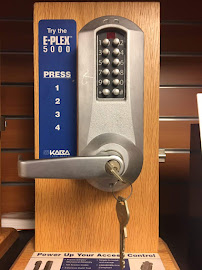 Try the
E-PLEX
5000
PRESS
1
2
3
4
KABA
Power Up Your Access Control